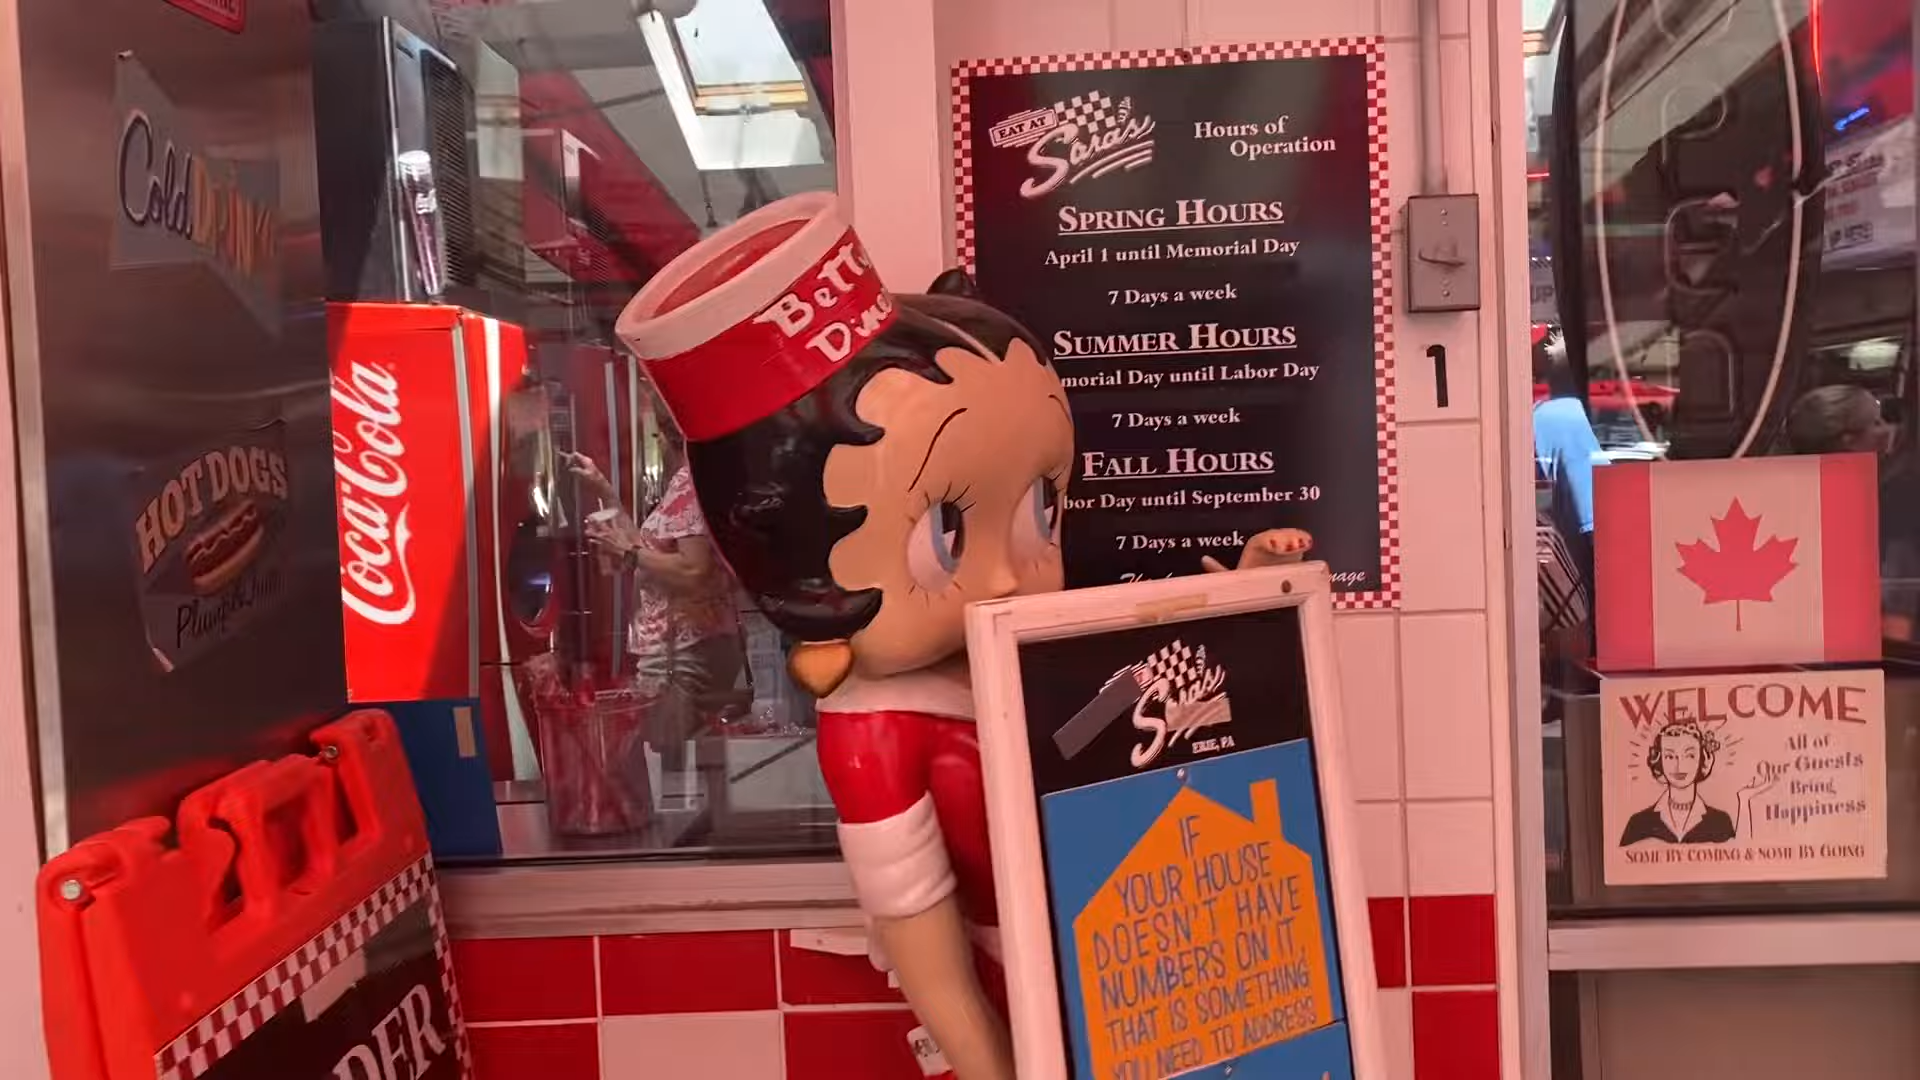 Cold DRINKS
HOT DOGS
Coca-Cola
EAT AT
Sara's
Hours of
Operation
SPRING HOURS
April 1 until Memorial Day
7 Days a week
SUMMER HOURS
morial Day until Labor Day
7 Days a week
FALL HOURS
bor Day until September 30
7 Days a week
1
Bett
Dine
Sara's
ERIE, PA
IF
YOUR HOUSE
DOESN'T HAVE
NUMBERS ON IT,
THAT IS SOMETHING
YOU NEED TO ADDRESS
WELCOME
All of
Our Guests
Bring
Happiness
SOME BY COMING & SOME BY GOING
DER